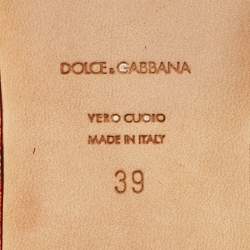 DOLCE & GABBANA
VERO CUOIO
MADE IN ITALY
39